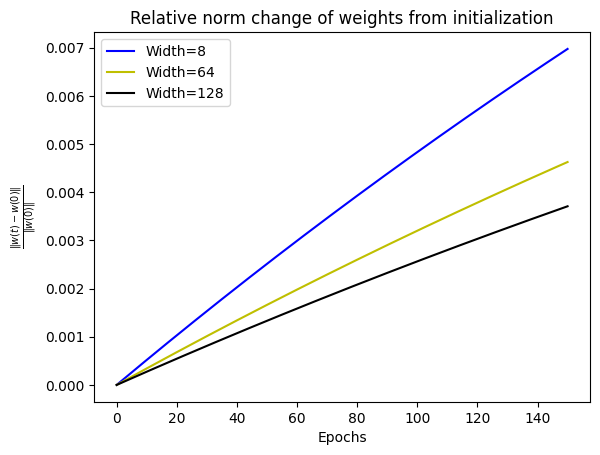 Relative norm change of weights from initialization
Width=8
Width=64
Width=128
0.007
0.006
0.005
0.004
0.003
0.002
0.001
0.000
||w(t) − w(0)||
||w(0)||
0 20 40 60 80 100 120 140
Epochs